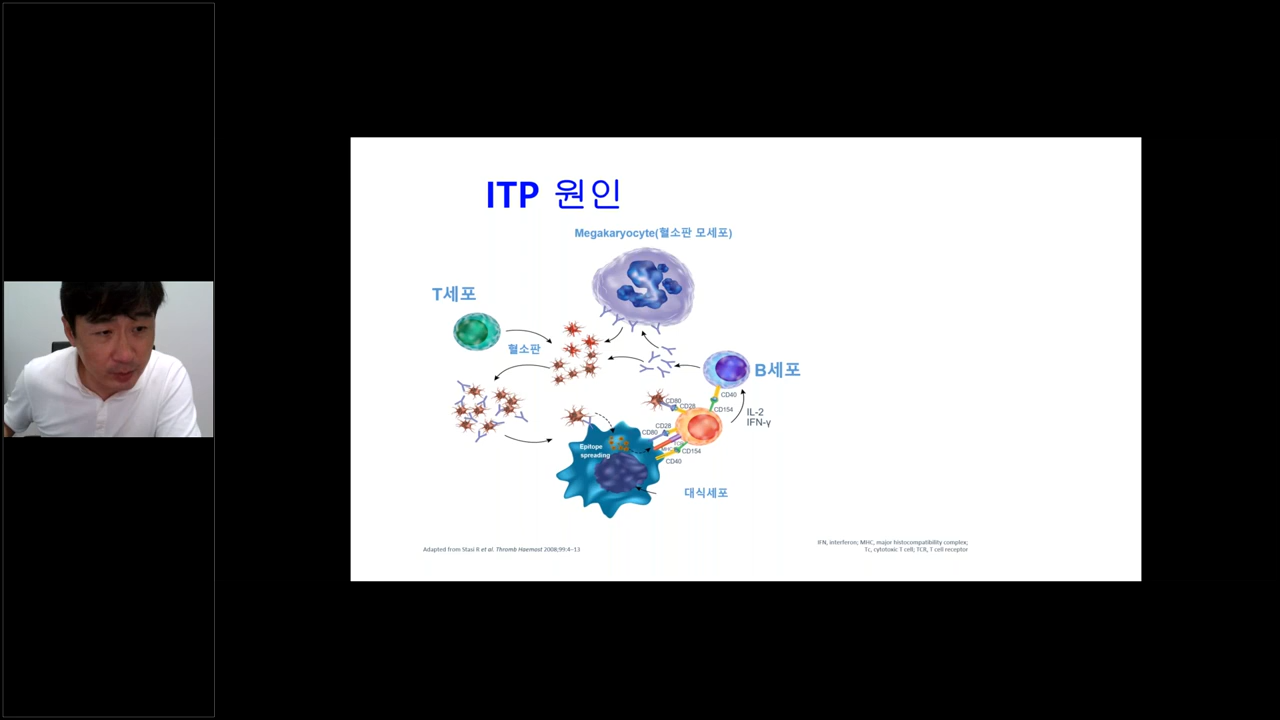 ITP 원인
Megakaryocyte(혈소판 모세포)
T세포
혈소판
B세포
CD80
CD28
CD40
CD154
IL-2
IFN-γ
CD28
CD80
CD154
CD40
Epitope
spreading
대식세포
Adapted from Stasi R et al. Thromb Haemost 2008;99:4–13
IFN, interferon; MHC, major histocompatibility complex;
Tc, cytotoxic T cell; TCR, T cell receptor